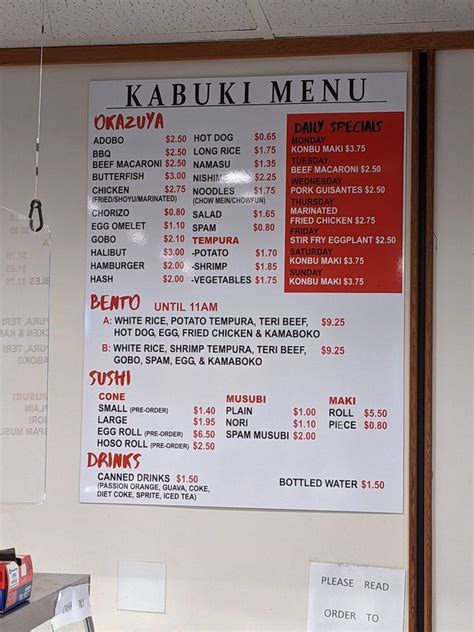 KABUKI MENU
OKAZUYA
ADOBO $2.50
BBQ $2.50
BEEF MACARONI $2.50
BUTTERFISH $3.00
CHICKEN $2.75
(FRIED/SHOYU/MARINATED)
CHORIZO $0.80
EGG OMELET $1.10
GOBO $2.10
HALIBUT $3.00
HAMBURGER $2.00
HASH $2.00
HOT DOG $0.65
LONG RICE $1.75
NAMASU $1.35
NISHIME
NOODLES $1.75
(CHOW MEIN/CHOWFUN)
SALAD $1.65
SPAM $0.80
TEMPURA
-POTATO $1.70
-SHRIMP $1.85
-VEGETABLES $1.75
DAILY SPECIALS
MONDAY
KONBU MAKI $3.75
TUESDAY
BEEF MACARONI $2.50
WEDNESDAY
PORK GUISANTES $2.50
THURSDAY
MARINATED
FRIED CHICKEN $2.75
FRIDAY
STIR FRY EGGPLANT $2.50
SATURDAY
KONBU MAKI $3.75
SUNDAY
KONBU MAKI $3.75
BENTO UNTIL 11AM
A: WHITE RICE, POTATO TEMPURA, TERI BEEF, $9.25
HOT DOG, EGG, FRIED CHICKEN & KAMABOKO
B: WHITE RICE, SHRIMP TEMPURA, TERI BEEF, $9.25
GOBO, SPAM, EGG, & KAMABOKO
SUSHI
CONE
SMALL (PRE-ORDER) $1.40
LARGE $1.95
EGG ROLL (PRE-ORDER) $6.50
HOSO ROLL (PRE-ORDER) $2.50
MUSUBI
PLAIN $1.00
NORI $1.10
SPAM MUSUBI $2.00
MAKI
ROLL $5.50
PIECE $0.80
DRINKS
CANNED DRINKS $1.50
(PASSION ORANGE, GUAVA, COKE,
DIET COKE, SPRITE, ICED TEA)
BOTTLED WATER $1.50
PLEASE READ
ORDER TO